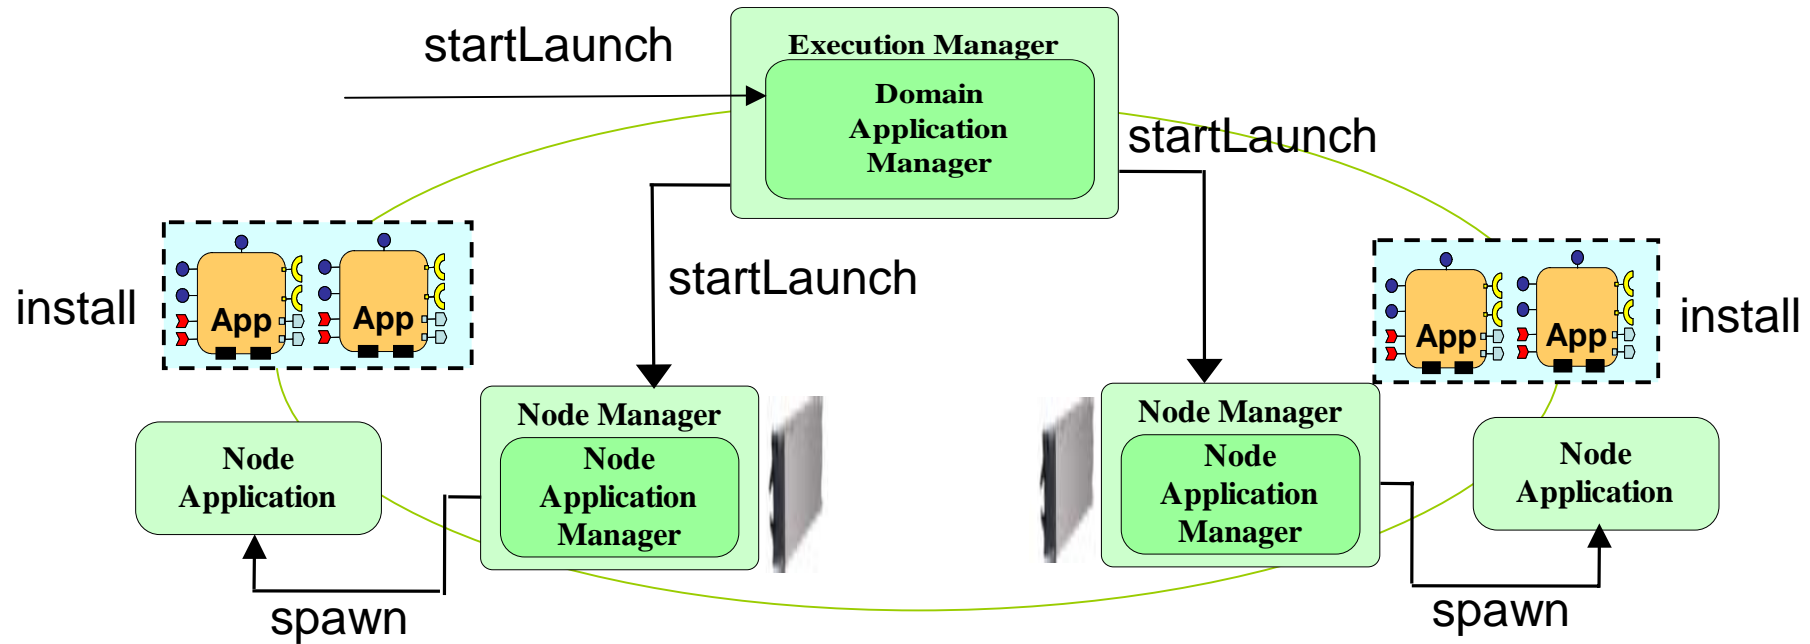 startLaunch
Execution Manager
Domain
Application
Manager
startLaunch
startLaunch
install
App
App
App
App
install
Node Manager
Node
Application
Manager
Node Manager
Node
Application
Manager
Node
Application
Node
Application
spawn
spawn